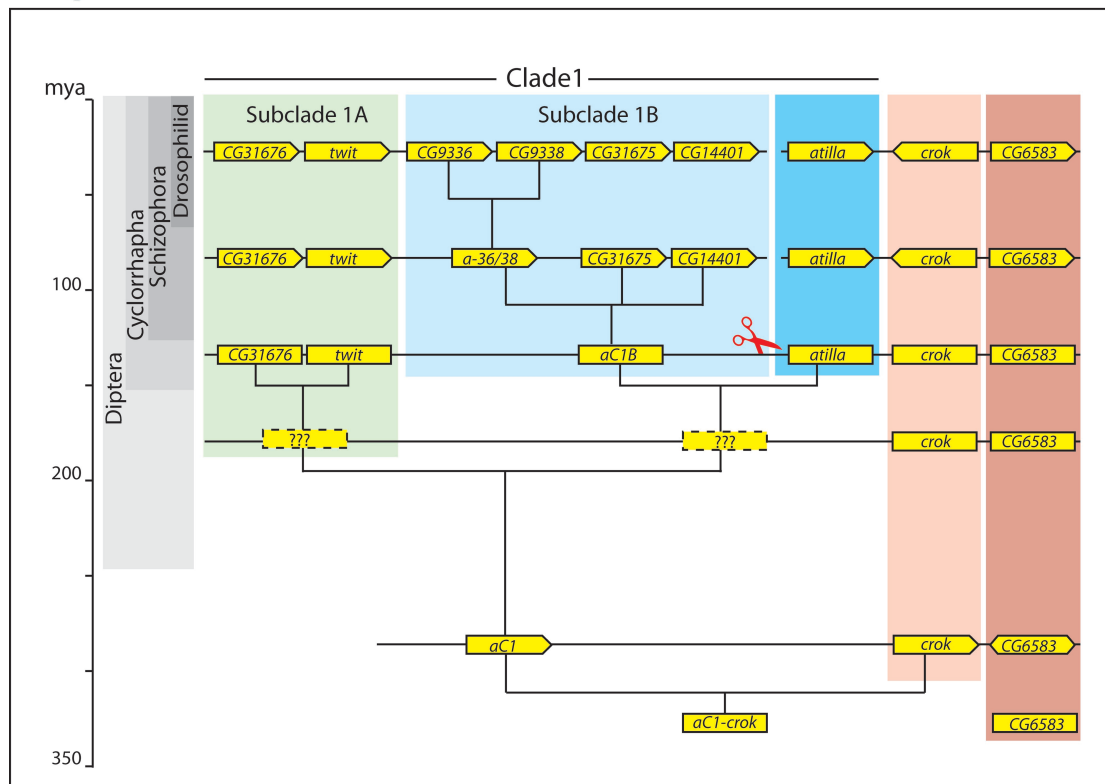 Clade1
mya
Subclade 1A
Subclade 1B
CG31676 twit CG9336 CG9338 CG31675 CG14401 atilla crok CG6583
Drosophilid
Schizophora
Cyclorrhapha
Diptera
CG31676 twit a-36/38 CG31675 CG14401 atilla crok CG6583
100
CG31676 twit aC1B atilla crok CG6583
??? ??? crok CG6583
200
aC1 crok CG6583
aC1-crok CG6583
350